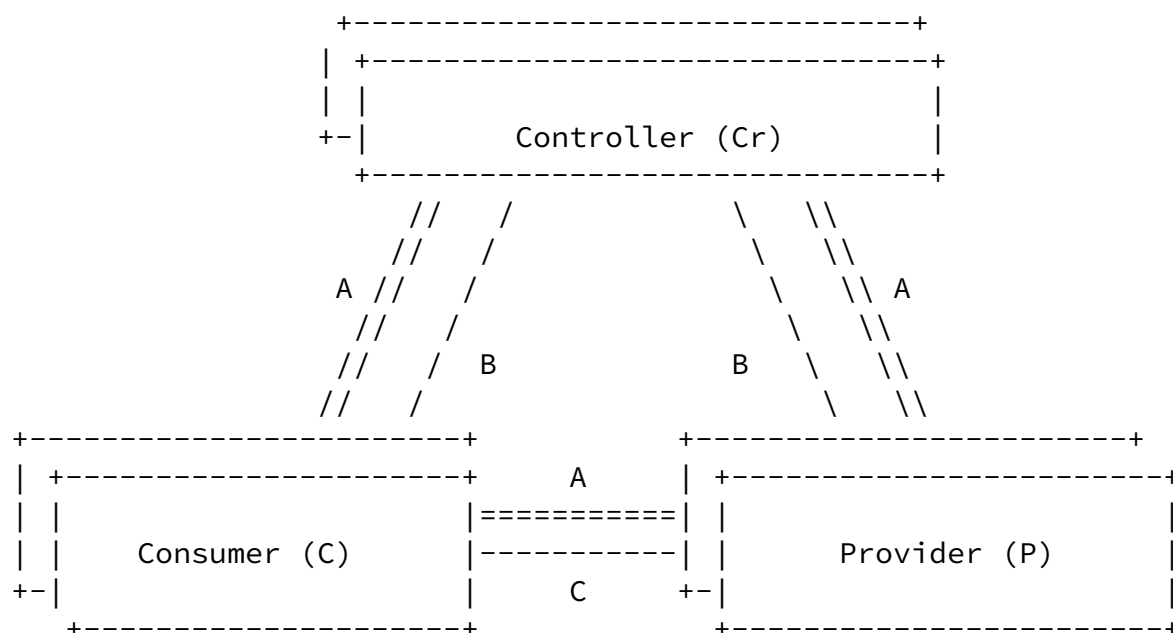 Controller (Cr)
A A
B B
A
Consumer (C) Provider (P)
C